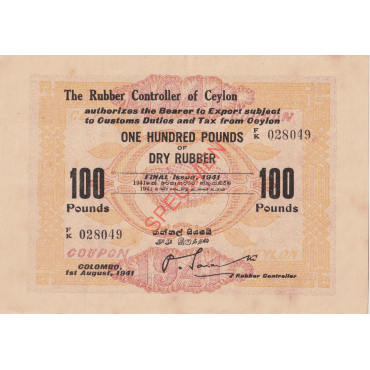 The Rubber Controller of Ceylon
authorizes the Bearer to Export subject
to Customs Duties and Tax from Ceylon
ONE HUNDRED POUNDS
OF
DRY RUBBER
F/K 028049
FINAL Issue, 1941
SPECIMEN
100
Pounds
100
Pounds
F/K 028049
COUPON
CEYLON
COLOMBO,
1st August, 1941
Rubber Controller